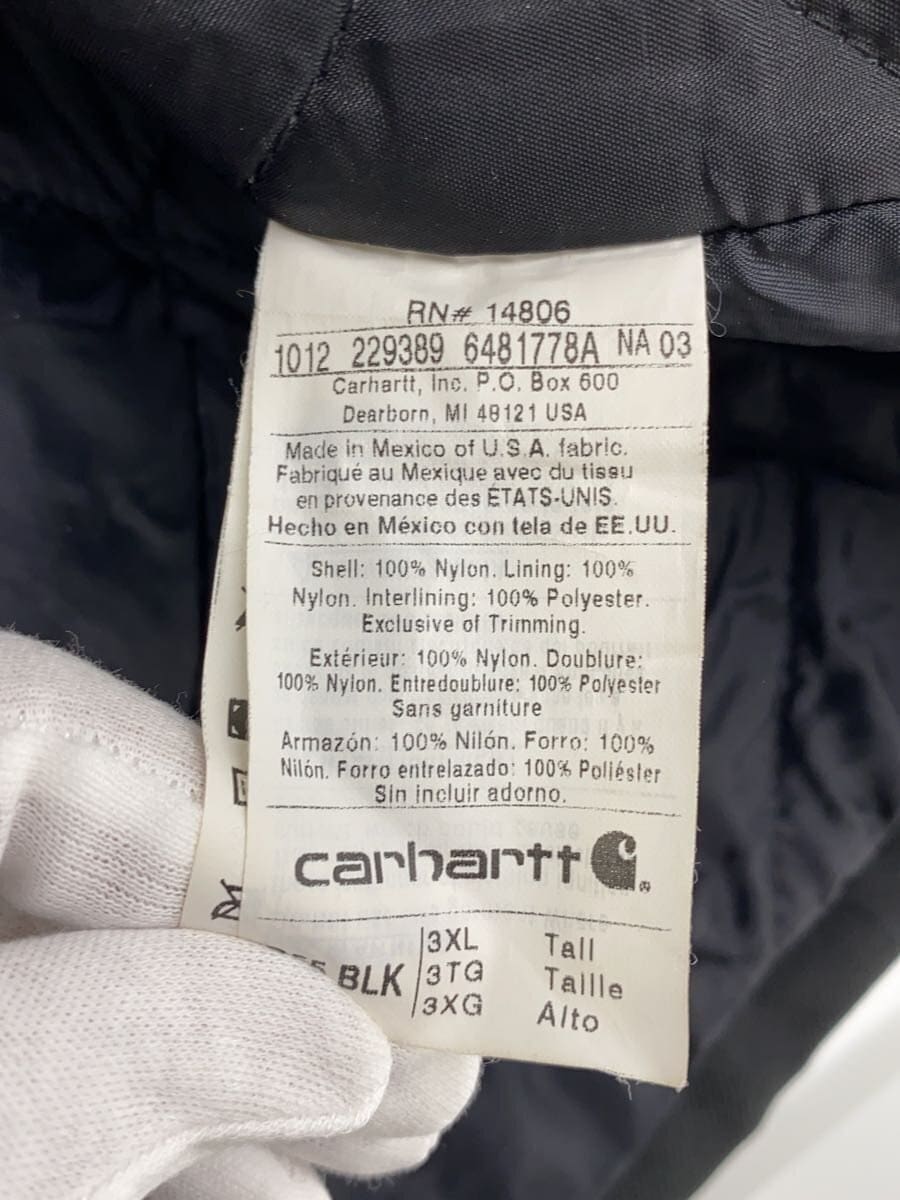 RN# 14806
1012 229389 6481778A NA 03
Carhartt, Inc. P.O. Box 600
Dearborn, MI 48121 USA
Made in Mexico of U.S.A. fabric.
Fabriqué au Mexique avec du tissu
en provenance des ÉTATS-UNIS.
Hecho en México con tela de EE.UU.
Shell: 100% Nylon. Lining: 100%
Nylon. Interlining: 100% Polyester.
Exclusive of Trimming.
Extérieur: 100% Nylon. Doublure:
100% Nylon. Entredoublure: 100% Polyester
Sans garniture
Armazón: 100% Nilón. Forro: 100%
Nilón. Forro entrelazado: 100% Poliéster
Sin incluir adorno.
carhartt
3XL Tall
BLK 3TG Taille
3XG Alto